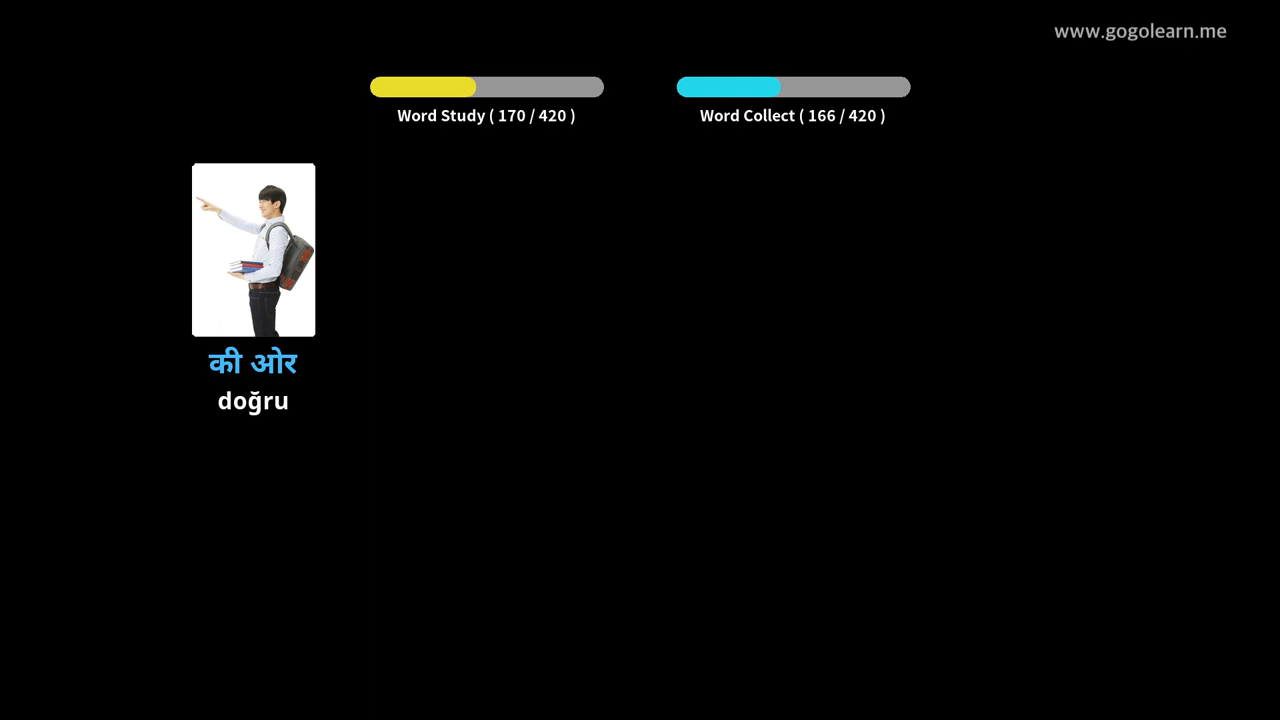 www.gogolearn.me
Word Study ( 170 / 420 )
Word Collect ( 166 / 420 )
की ओर
doğru